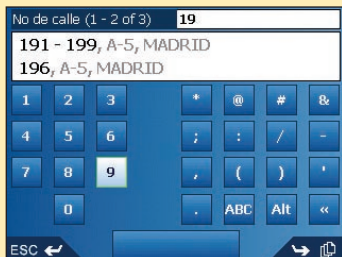 No de calle (1 - 2 of 3) 19
191 - 199, A-5, MADRID
196, A-5, MADRID
1 2 3 * @ # &
4 5 6 ; : / -
7 8 9 , ( ) '
0 . ABC Alt «
ESC